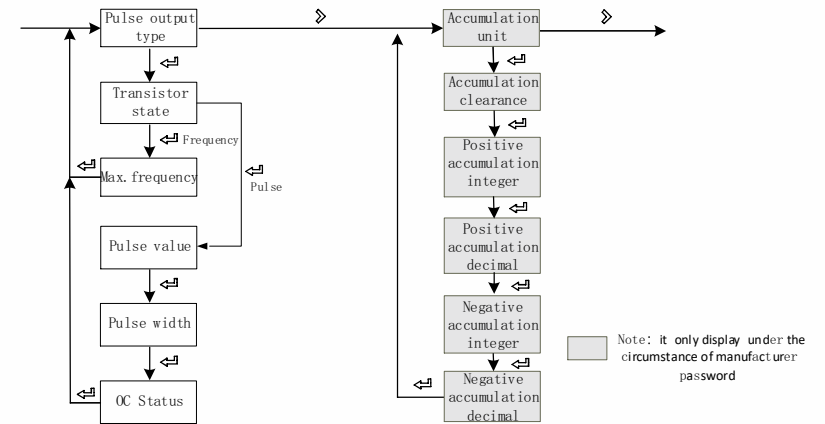 Pulse output
type
Transistor
state
Frequency
Max.frequency
Pulse
Pulse value
Pulse width
OC Status
Accumulation
unit
Accumulation
clearance
Positive
accumulation
integer
Positive
accumulation
decimal
Negative
accumulation
integer
Negative
accumulation
decimal
Note: it only display under the
circumstance of manufacturer
password